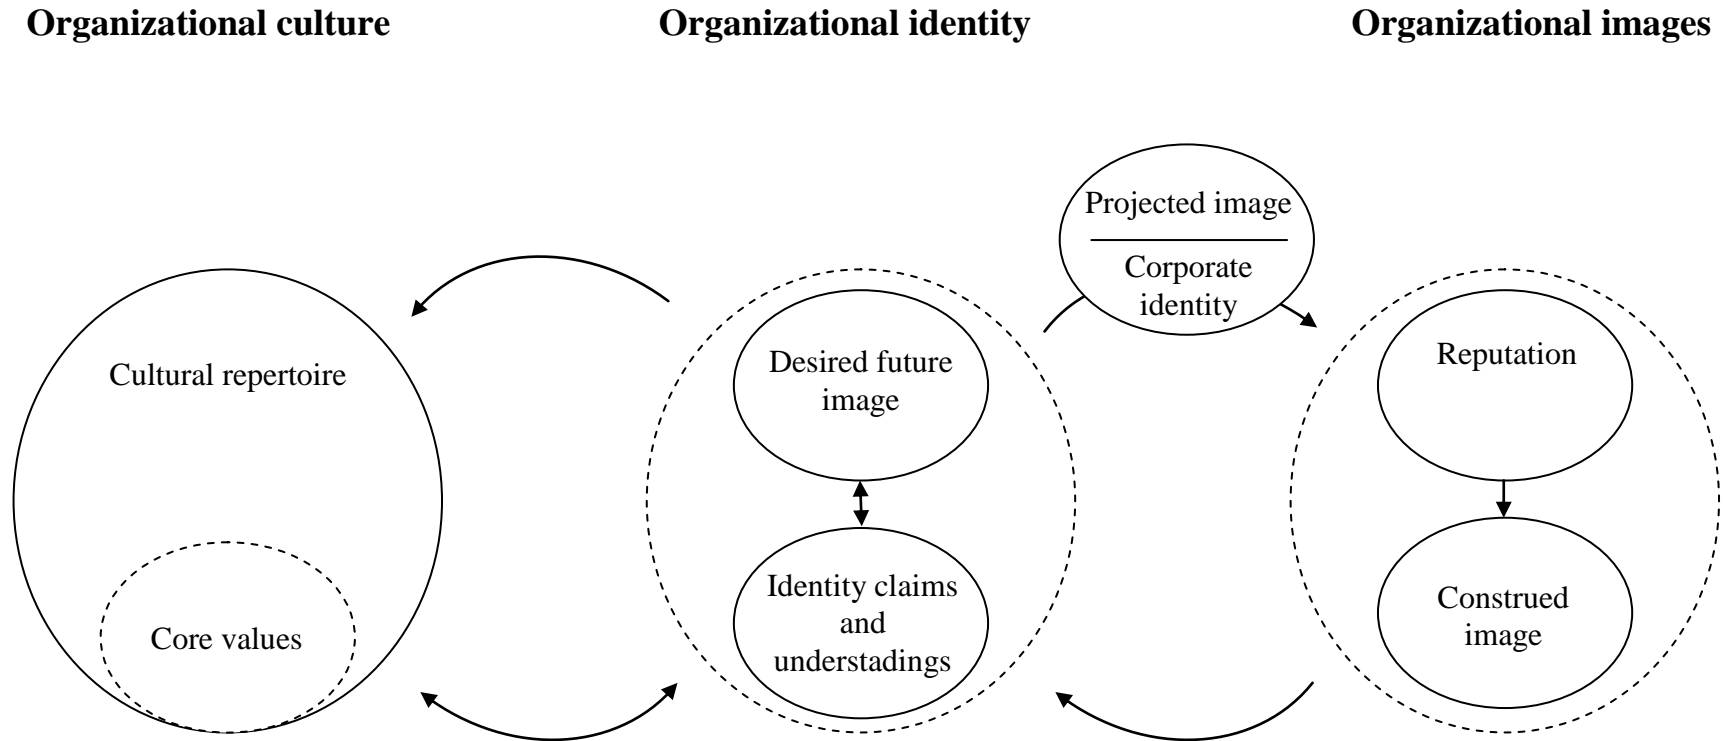 Organizational culture
Organizational identity
Organizational images
Projected image
Corporate
identity
Cultural repertoire
Core values
Desired future
image
Identity claims
and
understadings
Reputation
Construed
image